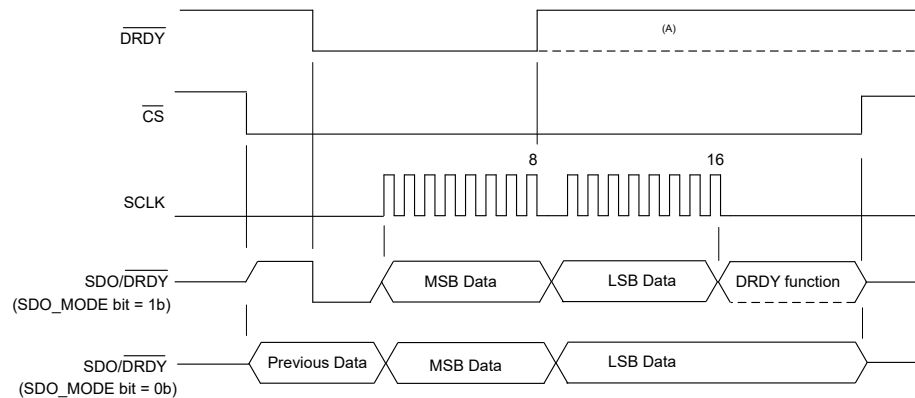 DRDY
(A)
CS
8
16
SCLK
SDO/DRDY
(SDO_MODE bit = 1b)
MSB Data
LSB Data
DRDY function
SDO/DRDY
(SDO_MODE bit = 0b)
Previous Data
MSB Data
LSB Data